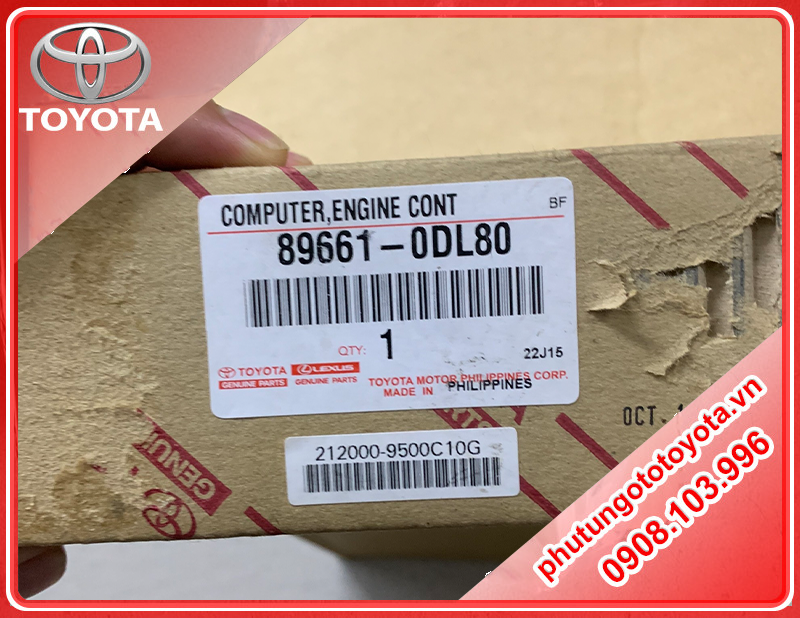 TOYOTA
COMPUTER,ENGINE CONT
BF
89661-0DL80
QTY: 1
22J15
TOYOTA GENUINE PARTS
LEXUS GENUINE PARTS
TOYOTA MOTOR PHILIPPINES CORP.
MADE IN PHILIPPINES
OCT.
212000-9500C10G
phutungototoyota.vn
0908.103.996